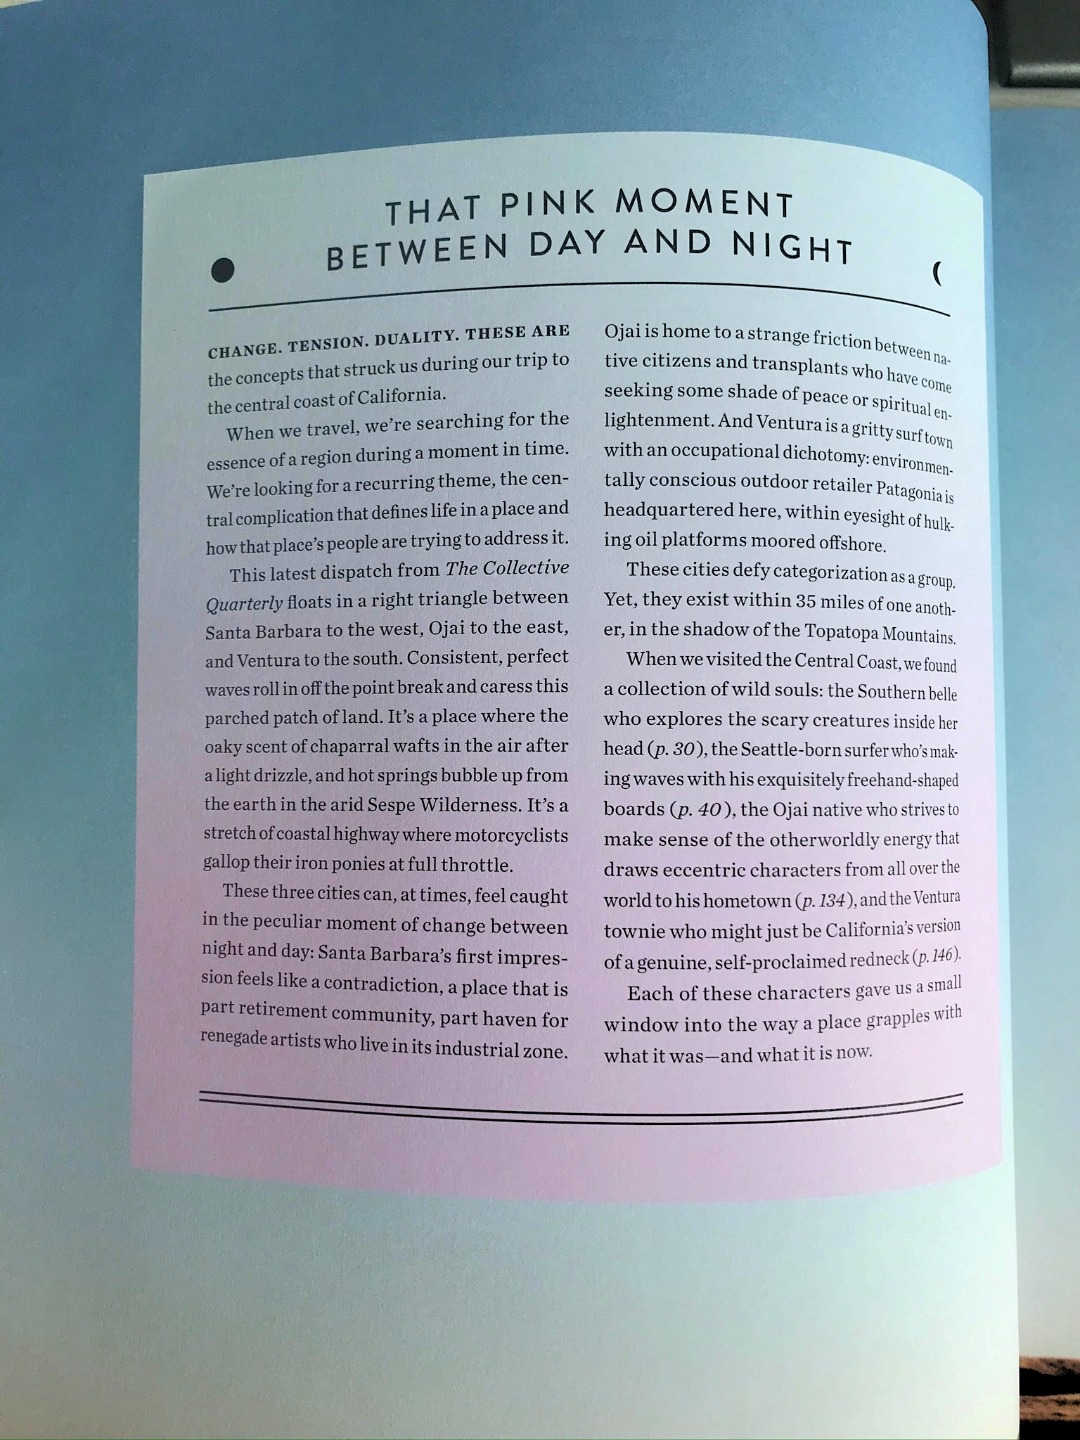 THAT PINK MOMENT
BETWEEN DAY AND NIGHT
CHANGE. TENSION. DUALITY. THESE ARE
the concepts that struck us during our trip to
the central coast of California.
When we travel, we're searching for the
essence of a region during a moment in time.
We're looking for a recurring theme, the cen-
tral complication that defines life in a place and
how that place's people are trying to address it.
This latest dispatch from The Collective
Quarterly floats in a right triangle between
Santa Barbara to the west, Ojai to the east,
and Ventura to the south. Consistent, perfect
waves roll in off the point break and caress this
parched patch of land. It's a place where the
oaky scent of chaparral wafts in the air after
a light drizzle, and hot springs bubble up from
the earth in the arid Sespe Wilderness. It's a
stretch of coastal highway where motorcyclists
gallop their iron ponies at full throttle.
These three cities can, at times, feel caught
in the peculiar moment of change between
night and day: Santa Barbara's first impres-
sion feels like a contradiction, a place that is
part retirement community, part haven for
renegade artists who live in its industrial zone.
Ojai is home to a strange friction between na-
tive citizens and transplants who have come
seeking some shade of peace or spiritual en-
lightenment. And Ventura is a gritty surf town
with an occupational dichotomy: environmen-
tally conscious outdoor retailer Patagonia is
headquartered here, within eyesight of hulk-
ing oil platforms moored offshore.
These cities defy categorization as a group.
Yet, they exist within 35 miles of one anoth-
er, in the shadow of the Topatopa Mountains.
When we visited the Central Coast, we found
a collection of wild souls: the Southern belle
who explores the scary creatures inside her
head (p. 30), the Seattle-born surfer who's mak-
ing waves with his exquisitely freehand-shaped
boards (p. 40), the Ojai native who strives to
make sense of the otherworldly energy that
draws eccentric characters from all over the
world to his hometown (p. 134), and the Ventura
townie who might just be California's version
of a genuine, self-proclaimed redneck (p. 146).
Each of these characters gave us a small
window into the way a place grapples with
what it was—and what it is now.